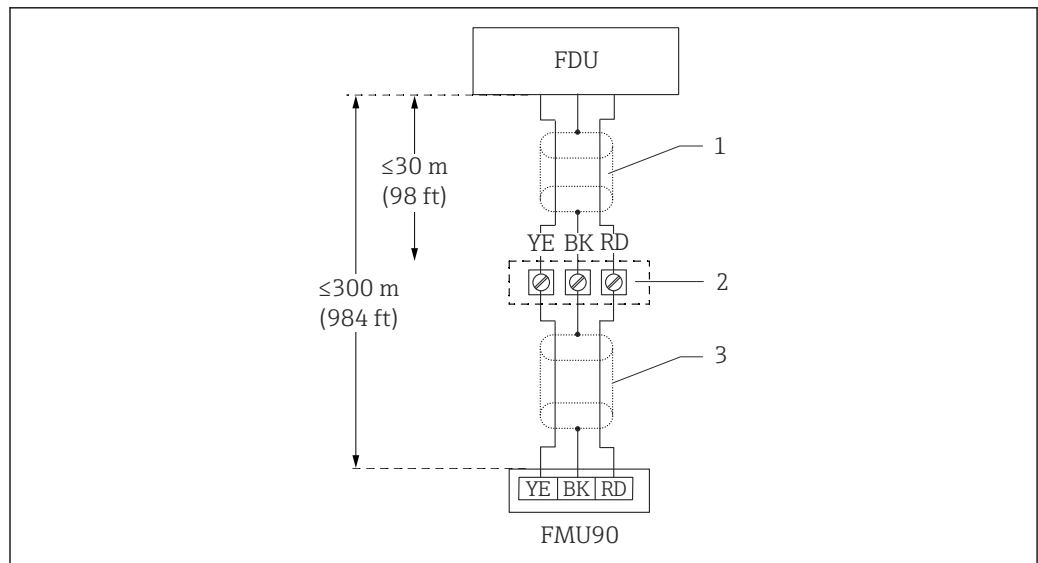 FDU
1
≤30 m
(98 ft)
YE BK RD
2
≤300 m
(984 ft)
3
YE BK RD
FMU90